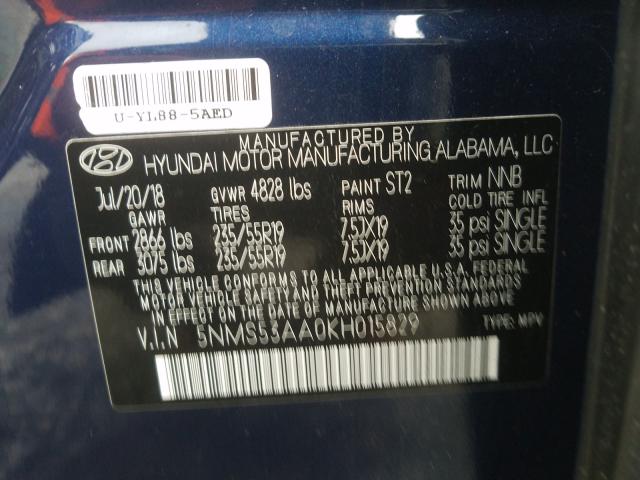 U-YL88-5AED
MANUFACTURED BY
HYUNDAI MOTOR MANUFACTURING ALABAMA, LLC
Jul/20/18 GVWR 4828 lbs PAINT ST2 TRIM NNB
GAWR TIRES RIMS COLD TIRE INFL
FRONT 2866 lbs 235/55R19 7.5JX19 35 psi SINGLE
REAR 3075 lbs 235/55R19 7.5JX19 35 psi SINGLE
THIS VEHICLE CONFORMS TO ALL APPLICABLE U.S.A. FEDERAL
MOTOR VEHICLE SAFETY AND THEFT PREVENTION STANDARDS
IN EFFECT ON THE DATE OF MANUFACTURE SHOWN ABOVE.
V.I.N 5NMS53AA0KH015829 TYPE: MPV